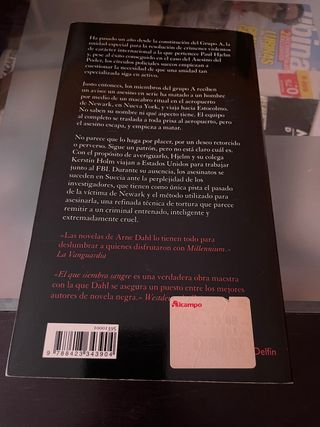 Ha pasado un año desde la constitución del Grupo A, la
unidad especial para la resolución de crímenes violentos
de carácter internacional a la que pertenece Paul Hjelm
y, pese al éxito conseguido en el caso del Asesino del
Poder, los círculos policiales suecos empiezan a
cuestionar la necesidad de que una unidad tan
especializada siga en activo.
Justo entonces, los miembros del grupo A reciben
un aviso: un asesino en serie ha matado a un hombre
por medio de un macabro ritual en el aeropuerto
de Newark, en Nueva York, y viaja hacia Estocolmo.
No saben su nombre ni qué aspecto tiene. El equipo
al completo se traslada a toda prisa al aeropuerto, pero
el asesino escapa, y empieza a matar.
No parece que lo haga por placer, por un deseo retorcido
o perverso. Sigue un patrón, pero no está claro cuál es.
Con el propósito de averiguarlo, Hjelm y su colega
Kerstin Holm viajan a Estados Unidos para trabajar
junto al FBI. Durante su ausencia, los asesinatos se
suceden en Suecia ante la perplejidad de los
investigadores, que tienen como única pista el pasado
de la víctima de Newark y el método utilizado para
asesinarla, una refinada técnica de tortura que parece
remitir a un criminal entrenado, inteligente y
extremadamente cruel.
«Las novelas de Arne Dahl lo tienen todo para
deslumbrar a quienes disfrutaron con Millennium.»
La Vanguardia
«El que siembra sangre es una verdadera obra maestra
con la que Dahl se asegura un puesto entre los mejores
autores de novela negra.»
Alcampo
Delfín
9 788423 343904